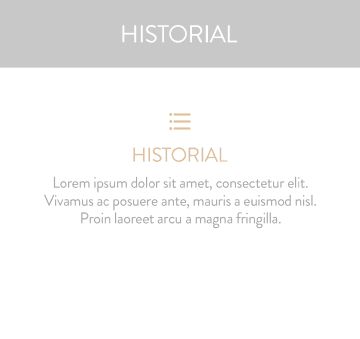 HISTORIAL
HISTORIAL
Lorem ipsum dolor sit amet, consectetur elit.
Vivamus ac posuere ante, mauris a euismod nisl.
Proin laoreet arcu a magna fringilla.